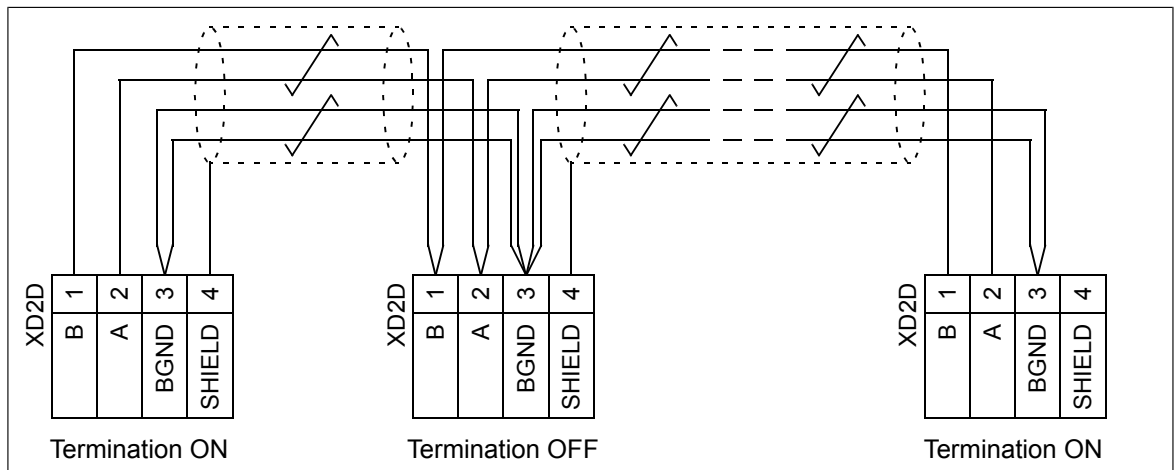 XD2D
1 2 3 4
B A BGND SHIELD
Termination ON
XD2D
1 2 3 4
B A BGND SHIELD
Termination OFF
XD2D
1 2 3 4
B A BGND SHIELD
Termination ON